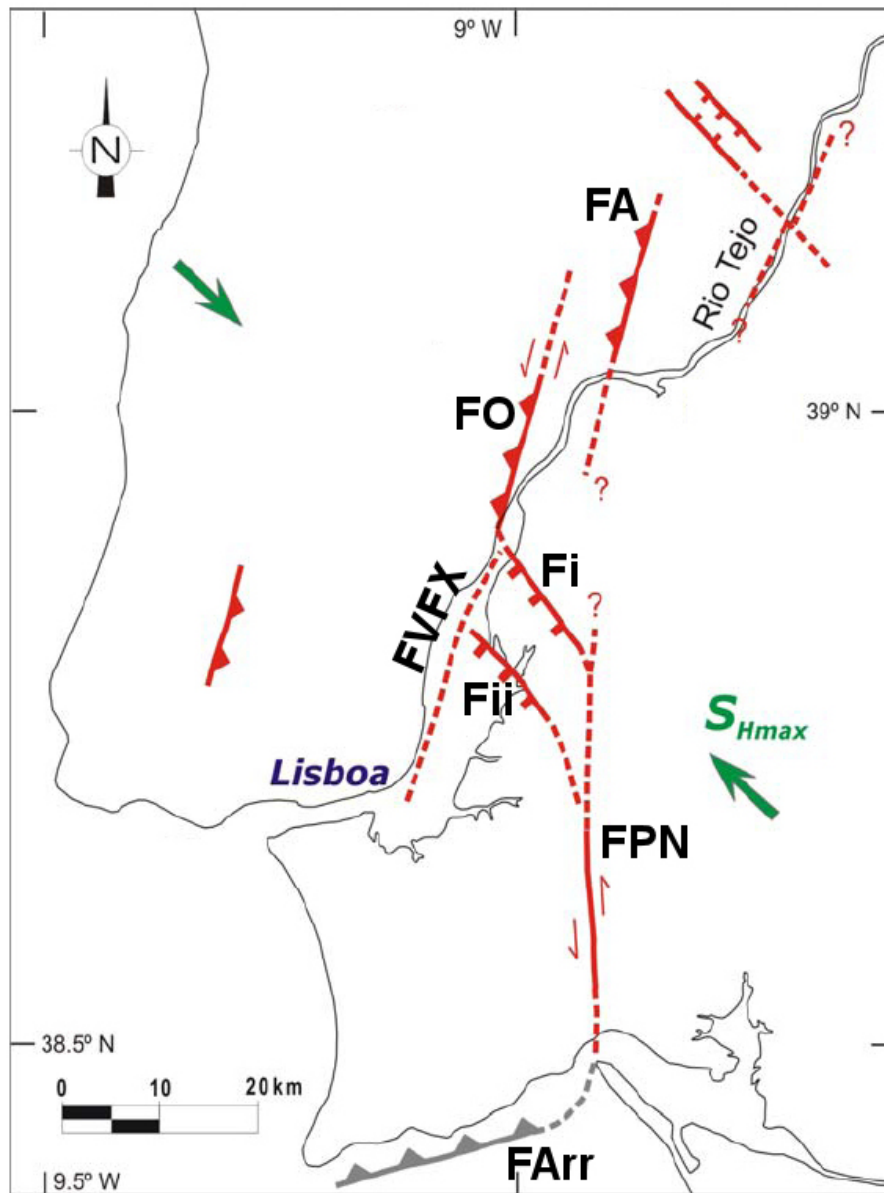 9º W
N
?
FA
Rio Tejo
?
FO
39º N
?
Fi
FVFX
?
Fii
S Hmax
Lisboa
FPN
38.5º N
0 10 20 km
FArr
9.5º W